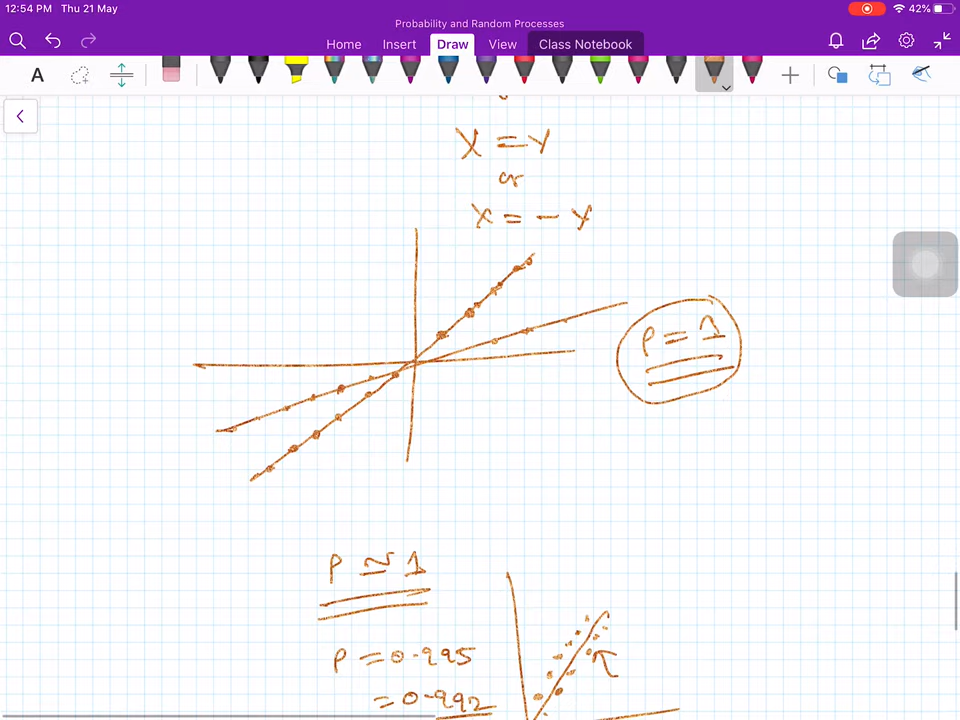 12:54 PM Thu 21 May 42%
Probability and Random Processes
Home Insert Draw View Class Notebook
A
X = Y
or
X = - Y
ρ = 1
ρ ≃ 1
ρ = 0.995
= 0.992